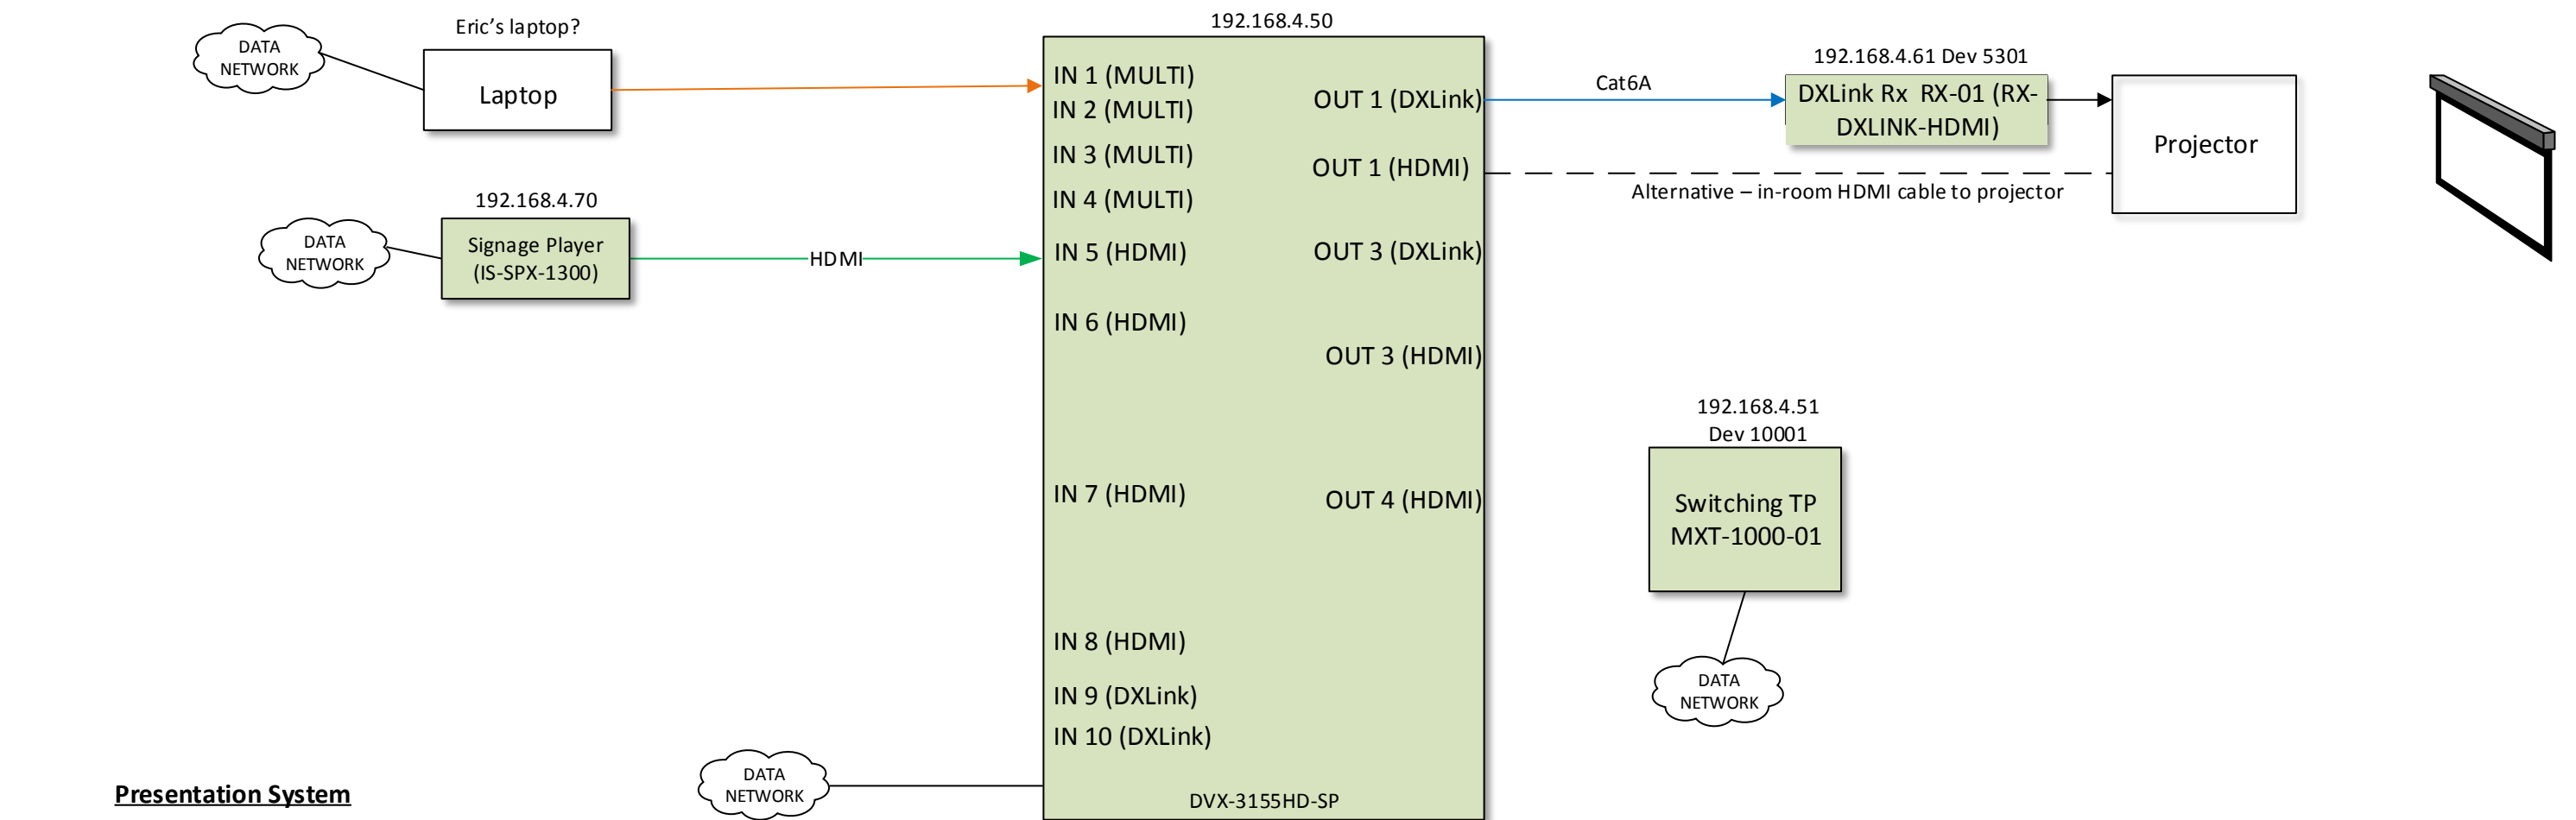 Eric's laptop?
DATA
NETWORK
Laptop
192.168.4.70
DATA
NETWORK
Signage Player
(IS-SPX-1300)
HDMI
192.168.4.50
IN 1 (MULTI)
IN 2 (MULTI)
IN 3 (MULTI)
IN 4 (MULTI)
IN 5 (HDMI)
IN 6 (HDMI)
IN 7 (HDMI)
IN 8 (HDMI)
IN 9 (DXLink)
IN 10 (DXLink)
OUT 1 (DXLink)
OUT 1 (HDMI)
OUT 3 (DXLink)
OUT 3 (HDMI)
OUT 4 (HDMI)
DVX-3155HD-SP
DATA
NETWORK
Cat6A
192.168.4.61 Dev 5301
DXLink Rx  RX-01 (RX-
DXLINK-HDMI)
Projector
Alternative – in-room HDMI cable to projector
192.168.4.51
Dev 10001
Switching TP
MXT-1000-01
DATA
NETWORK
Presentation System